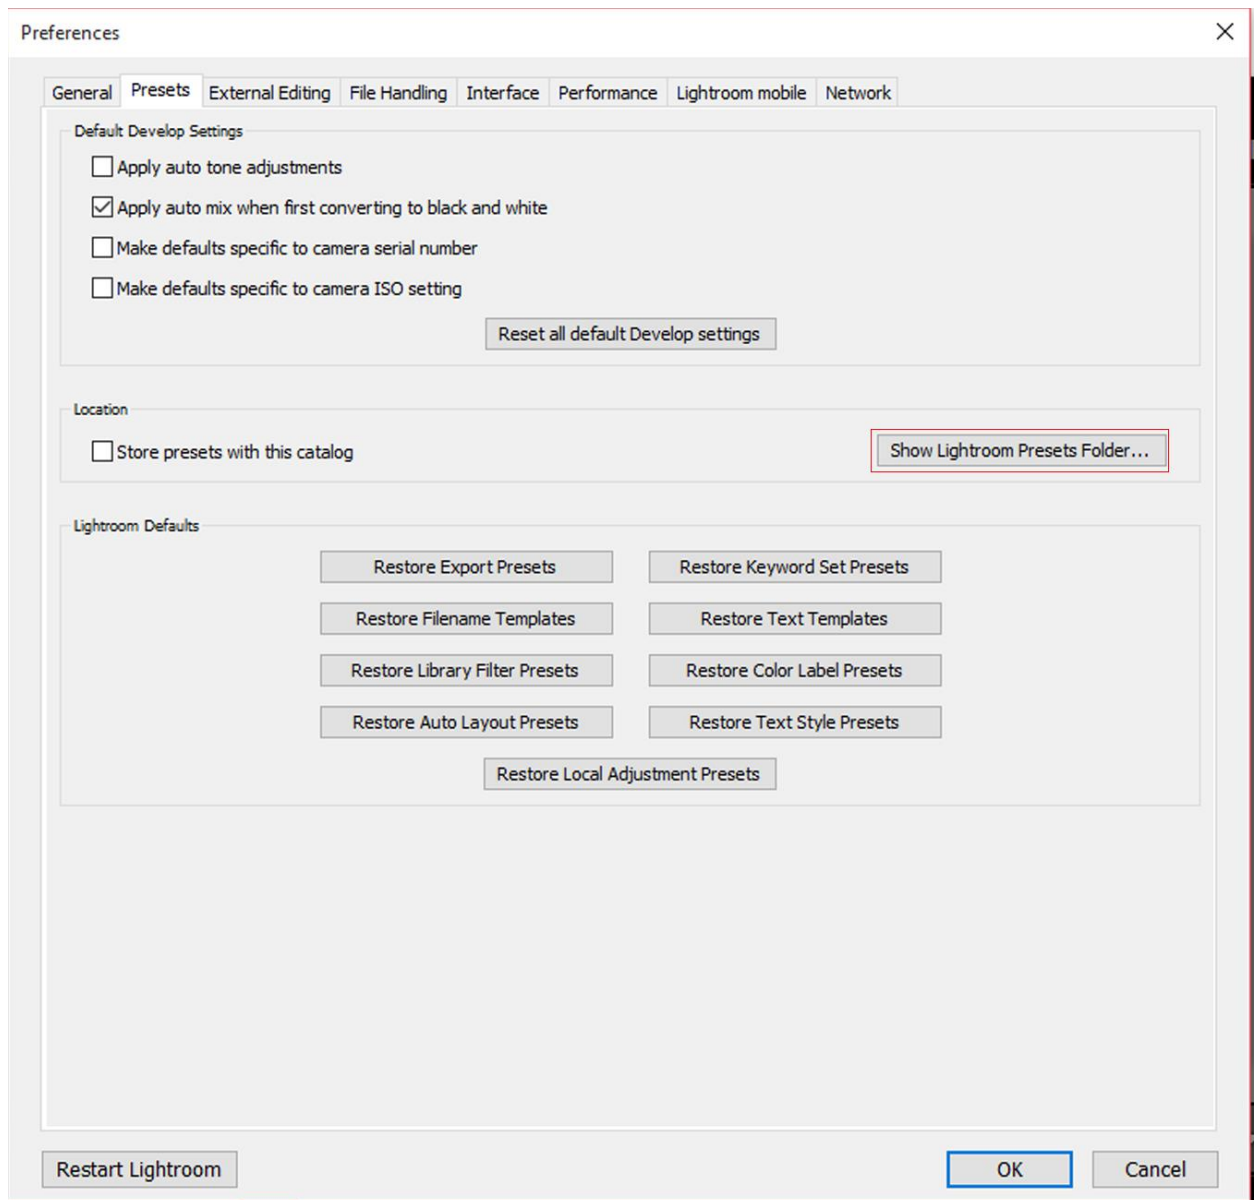 Preferences
General Presets External Editing File Handling Interface Performance Lightroom mobile Network
Default Develop Settings
Apply auto tone adjustments
Apply auto mix when first converting to black and white
Make defaults specific to camera serial number
Make defaults specific to camera ISO setting
Reset all default Develop settings
Location
Store presets with this catalog Show Lightroom Presets Folder...
Lightroom Defaults
Restore Export Presets Restore Keyword Set Presets
Restore Filename Templates Restore Text Templates
Restore Library Filter Presets Restore Color Label Presets
Restore Auto Layout Presets Restore Text Style Presets
Restore Local Adjustment Presets
Restart Lightroom OK Cancel